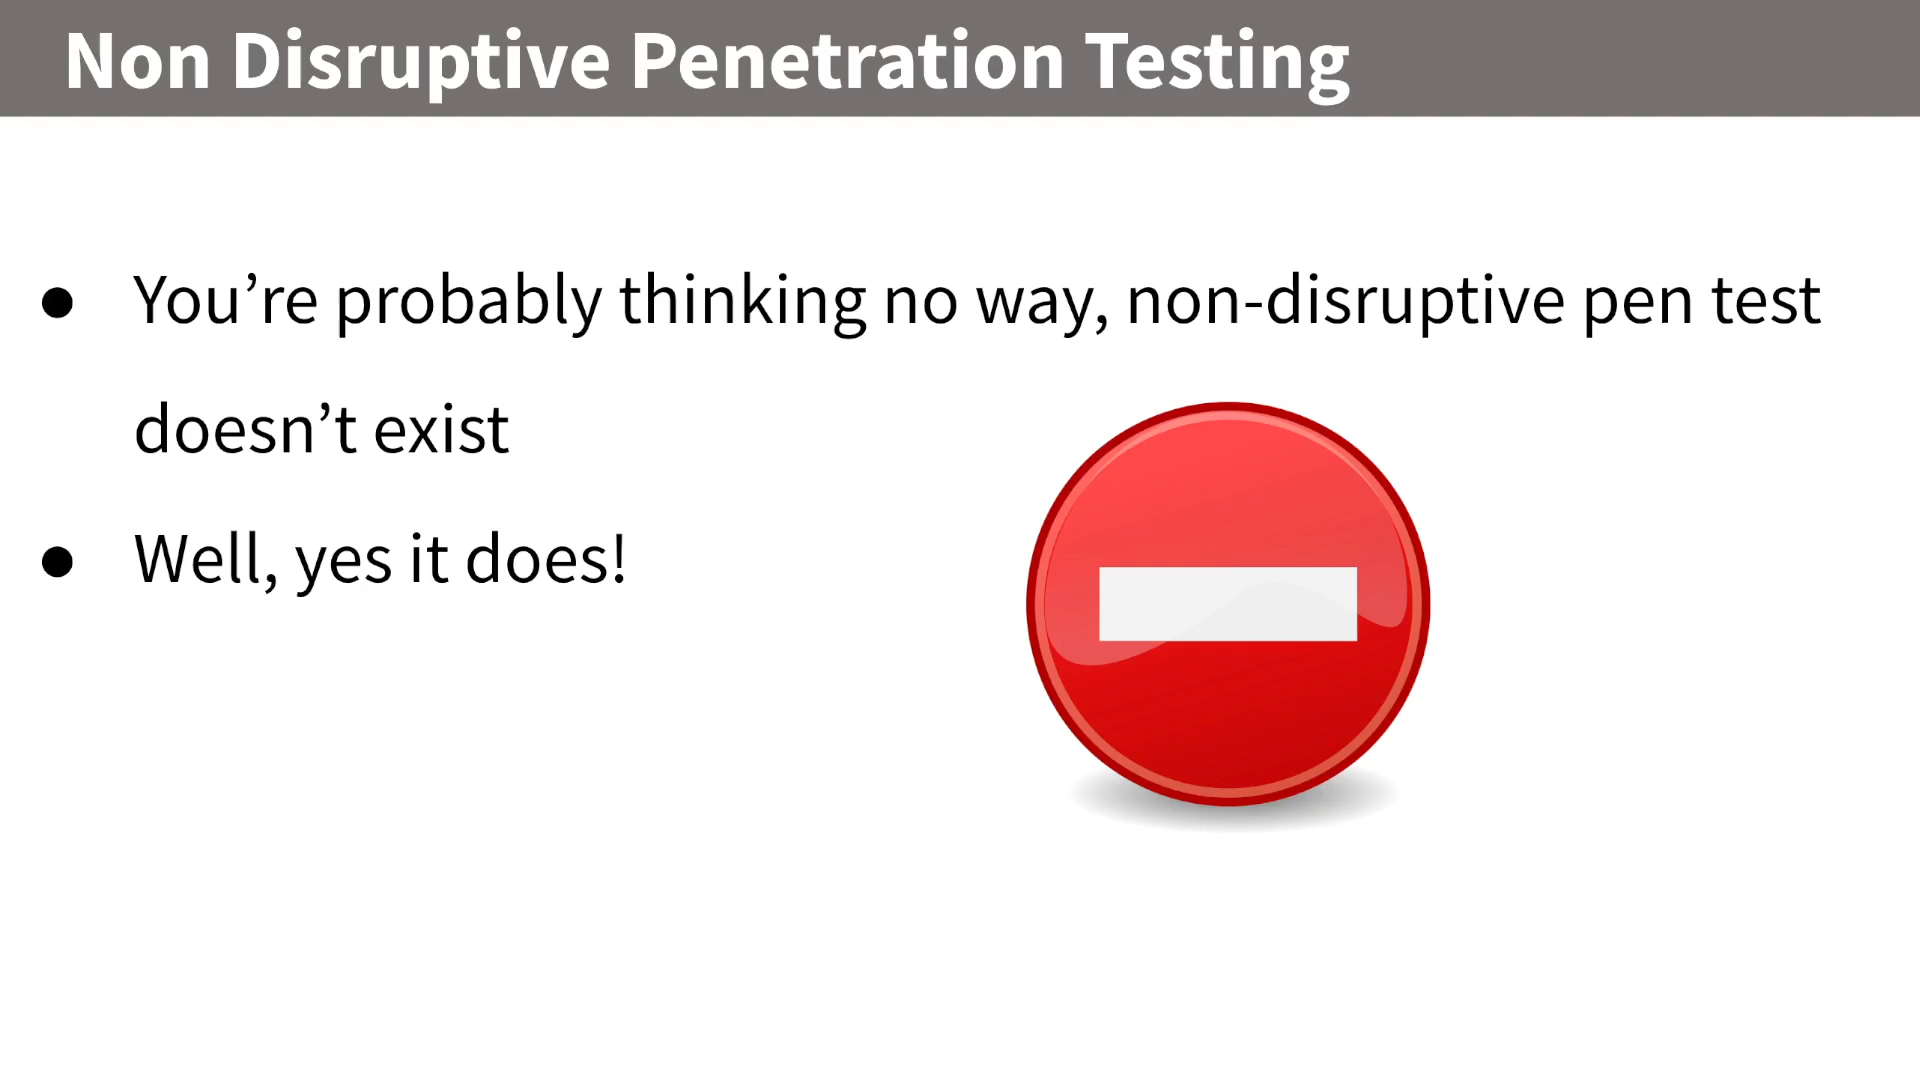 Non Disruptive Penetration Testing
● You’re probably thinking no way, non-disruptive pen test
doesn’t exist
● Well, yes it does!